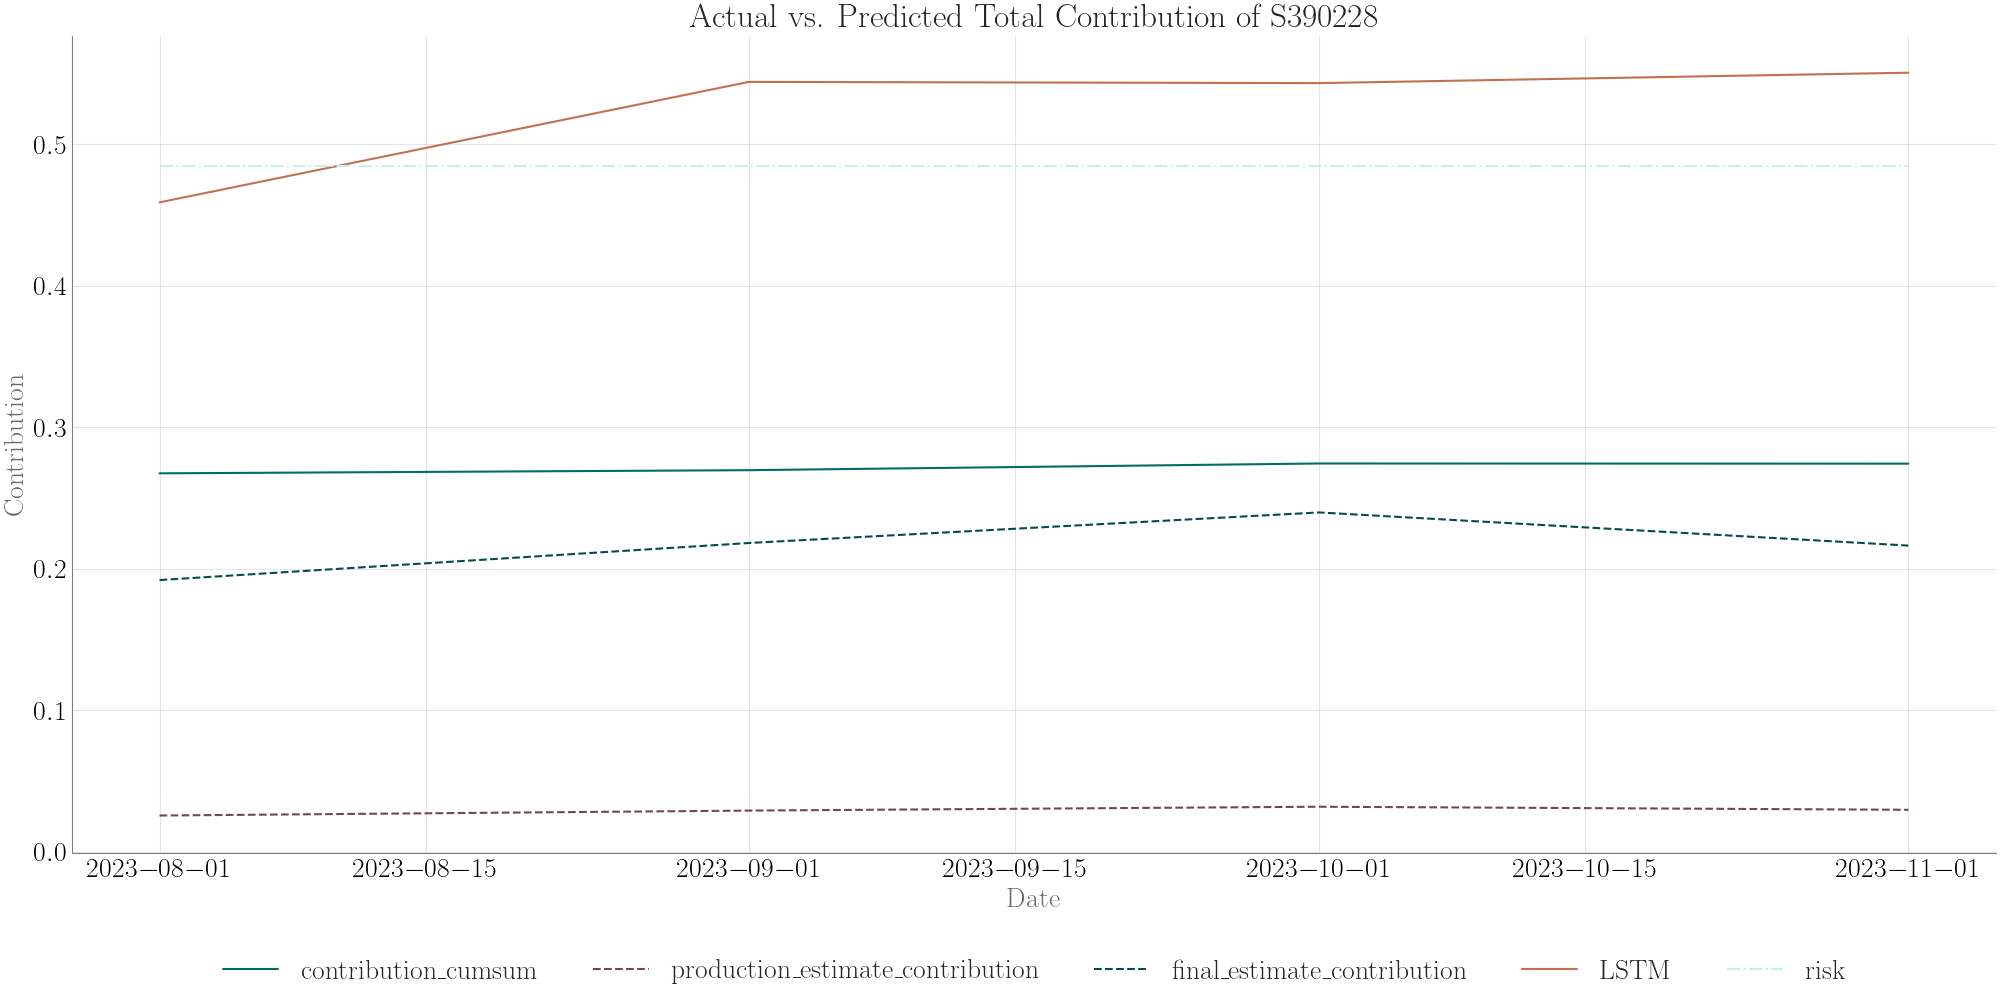 Actual vs. Predicted Total Contribution of S390228
Contribution
0.5
0.4
0.3
0.2
0.1
0.0
2023−08−01 2023−08−15 2023−09−01 2023−09−15 2023−10−01 2023−10−15 2023−11−01
Date
contribution_cumsum production_estimate_contribution final_estimate_contribution LSTM risk